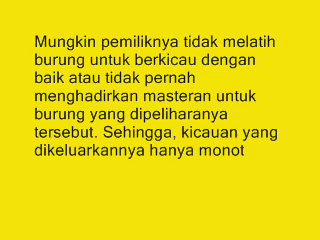 Mungkin pemiliknya tidak melatih
burung untuk berkicau dengan
baik atau tidak pernah
menghadirkan masteran untuk
burung yang dipeliharanya
tersebut. Sehingga, kicauan yang
dikeluarkannya hanya monot